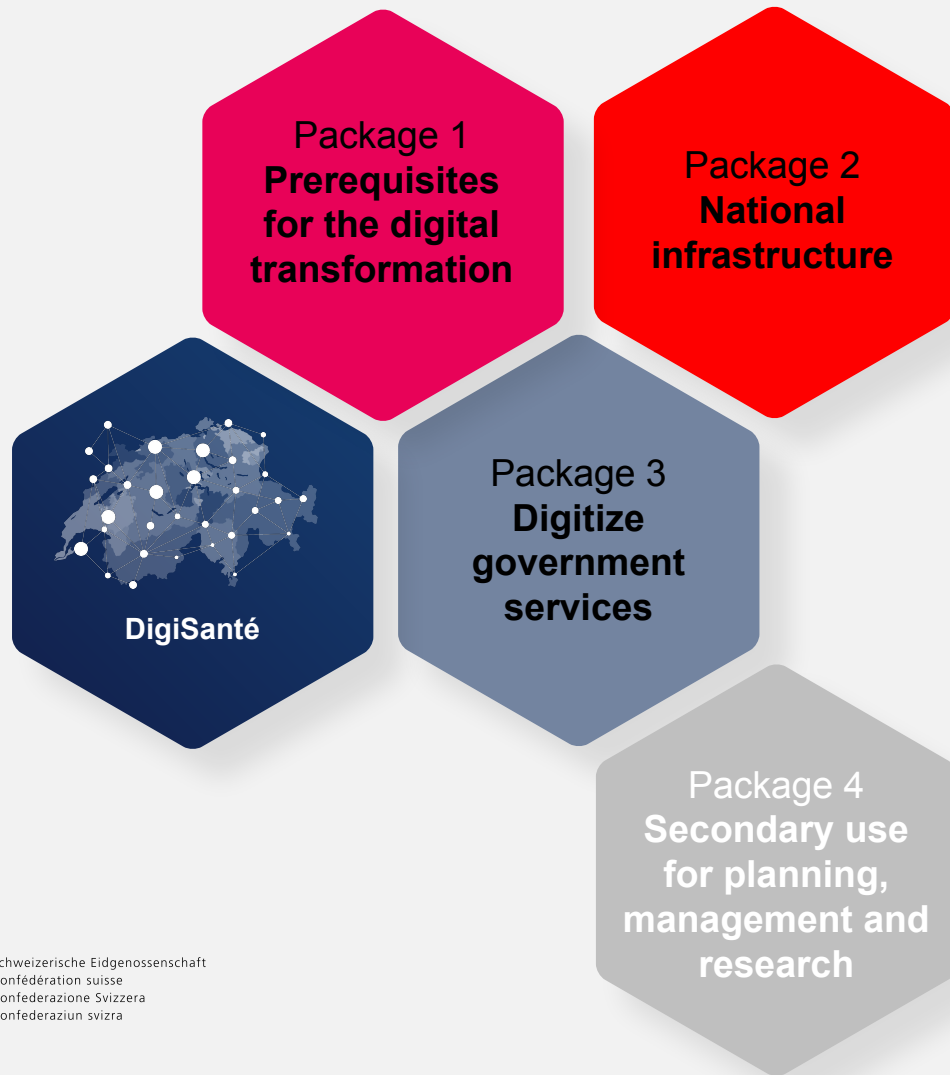 Package 1
Prerequisites
for the digital
transformation
Package 2
National
infrastructure
DigiSanté
Package 3
Digitize
government
services
Package 4
Secondary use
for planning,
management and
research
chweizerische Eidgenossenschaft
onfédération suisse
onfederazione Svizzera
onfederaziun svizra